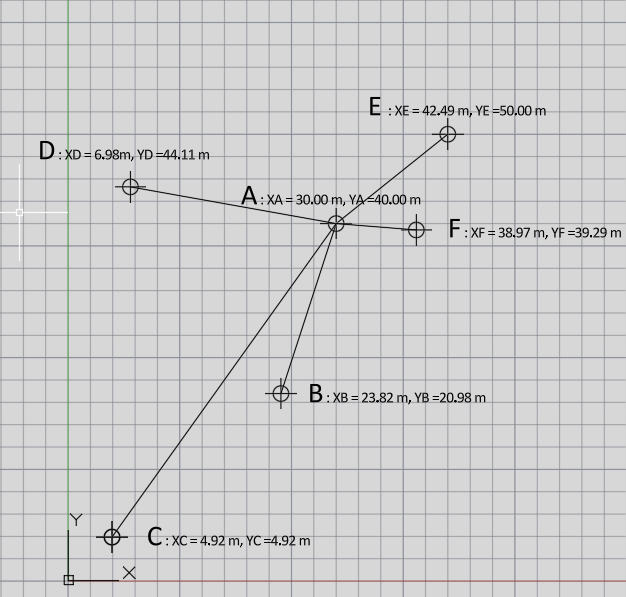 E : XE = 42.49 m, YE =50.00 m
D : XD = 6.98m, YD =44.11 m
A : XA = 30.00 m, YA =40.00 m
F : XF = 38.97 m, YF =39.29 m
B : XB = 23.82 m, YB =20.98 m
Y
C : XC = 4.92 m, YC =4.92 m
X